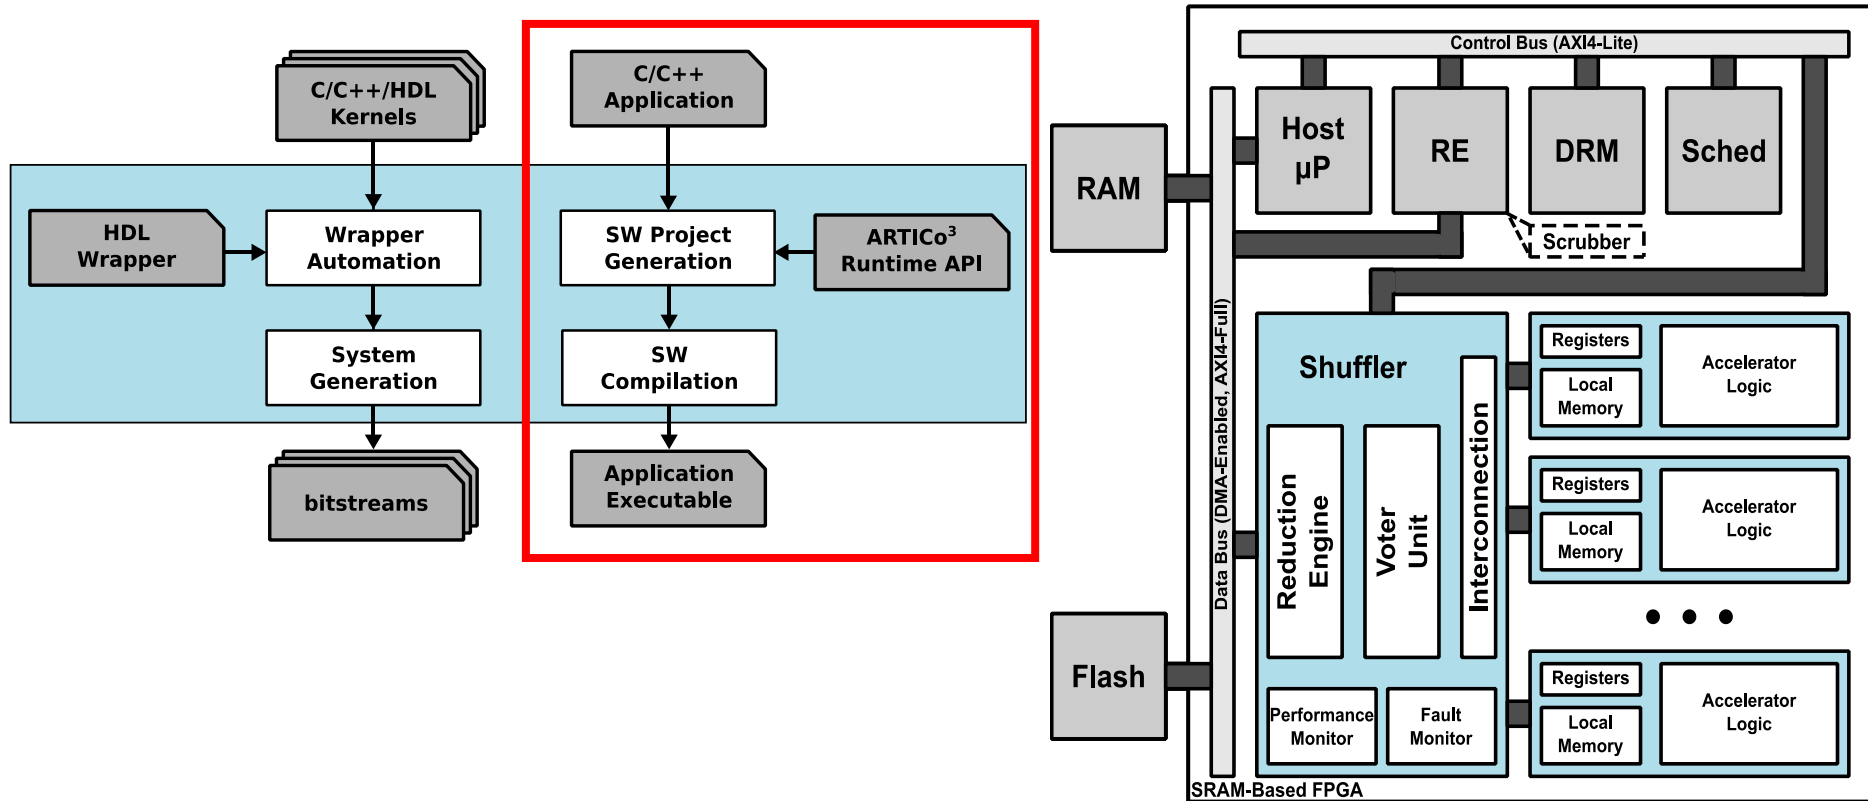 C/C++/HDL
Kernels
C/C++
Application
HDL
Wrapper
Wrapper
Automation
SW Project
Generation
ARTICo³
Runtime API
System
Generation
SW
Compilation
bitstreams
Application
Executable
Control Bus (AXI4-Lite)
Host
µP
RE
DRM
Sched
Scrubber
RAM
Flash
Data Bus (DMA-Enabled, AXI4-Full)
Shuffler
Reduction
Engine
Voter
Unit
Interconnection
Performance
Monitor
Fault
Monitor
Registers
Local
Memory
Accelerator
Logic
Registers
Local
Memory
Accelerator
Logic
• • •
Registers
Local
Memory
Accelerator
Logic
SRAM-Based FPGA